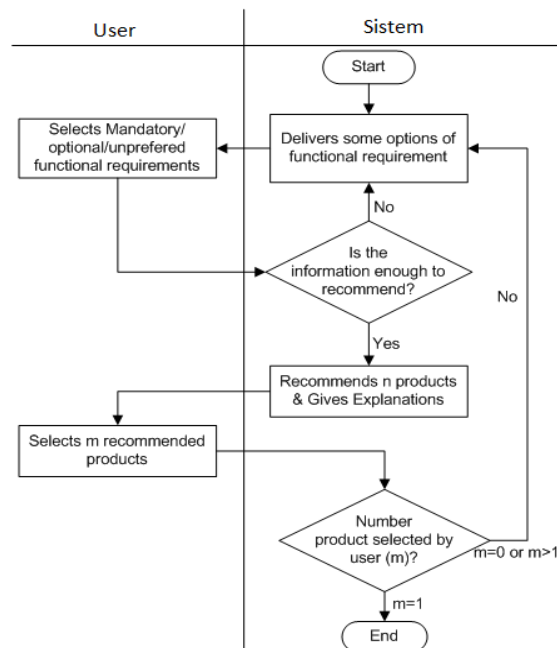 User
Sistem
Start
Selects Mandatory/
optional/unprefered
functional requirements
Delivers some options of
functional requirement
No
Is the
information enough to
recommend?
No
Yes
Recommends n products
& Gives Explanations
Selects m recommended
products
Number
product selected by
user (m)?
m=0 or m>1
m=1
End